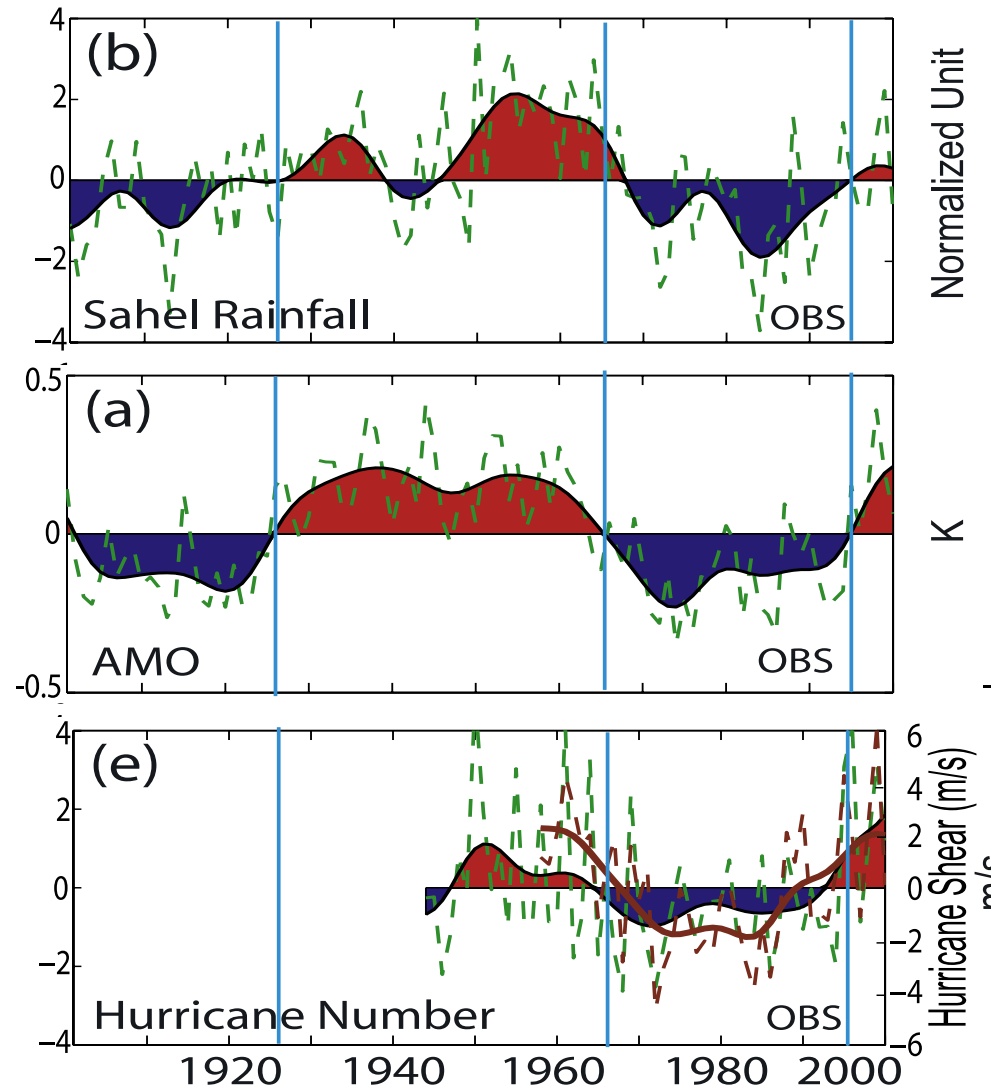 4
(b)
2
0
−2
−4
Sahel Rainfall
OBS
Normalized Unit
0.5
(a)
0
-0.5
AMO
OBS
K
4
(e)
2
0
−2
−4
Hurricane Number
OBS
6
4
2
0
−2
−4
−6
Hurricane Shear (m/s)
m/s
1920 1940 1960 1980 2000